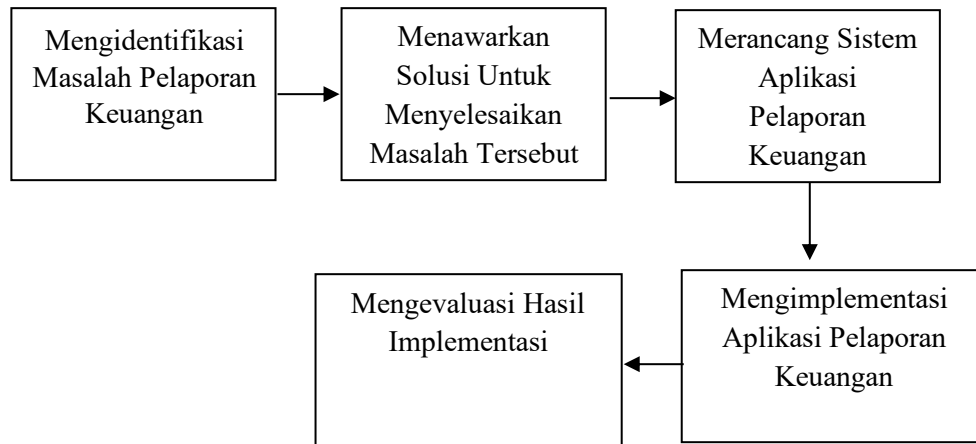 Mengidentifikasi
Masalah Pelaporan
Keuangan
Menawarkan
Solusi Untuk
Menyelesaikan
Masalah Tersebut
Merancang Sistem
Aplikasi
Pelaporan
Keuangan
Mengimplementasi
Aplikasi Pelaporan
Keuangan
Mengevaluasi Hasil
Implementasi